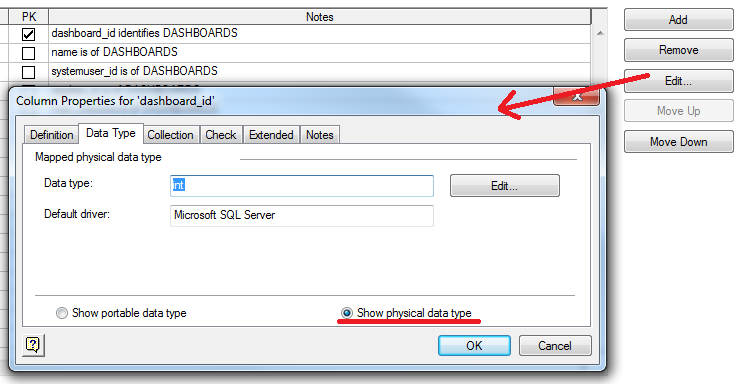 PK Notes
dashboard_id identifies DASHBOARDS
name is of DASHBOARDS
systemuser_id is of DASHBOARDS
Add
Remove
Edit...
Move Up
Move Down
Column Properties for 'dashboard_id'
Definition Data Type Collection Check Extended Notes
Mapped physical data type
Data type: int Edit...
Default driver: Microsoft SQL Server
Show portable data type Show physical data type
OK Cancel